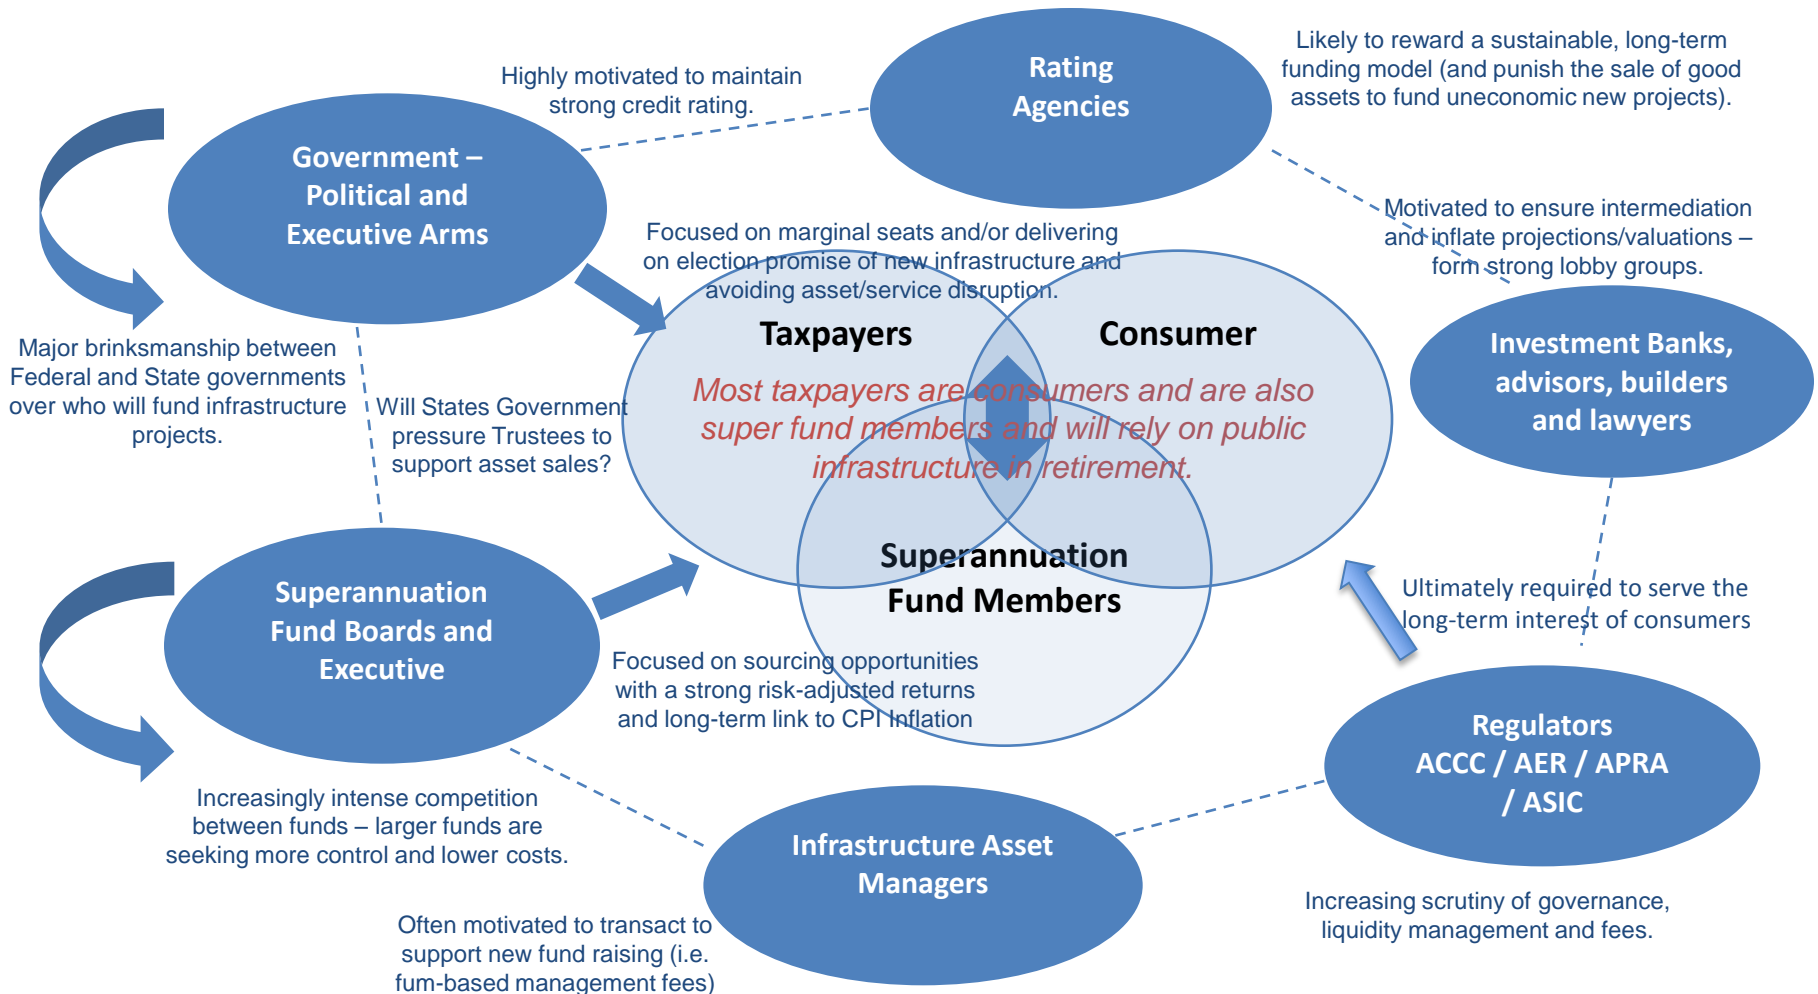 Rating
Agencies
Likely to reward a sustainable, long-term
funding model (and punish the sale of good
assets to fund uneconomic new projects).
Highly motivated to maintain
strong credit rating.
Government –
Political and
Executive Arms
Motivated to ensure intermediation
and inflate projections/valuations –
form strong lobby groups.
Focused on marginal seats and/or delivering
on election promise of new infrastructure and
avoiding asset/service disruption.
Taxpayers
Consumer
Investment Banks,
advisors, builders
and lawyers
Major brinksmanship between
Federal and State governments
over who will fund infrastructure
projects.
Will States Government
pressure Trustees to
support asset sales?
Most taxpayers are consumers and are also
super fund members and will rely on public
infrastructure in retirement.
Superannuation
Fund Members
Superannuation
Fund Boards and
Executive
Ultimately required to serve the
long-term interest of consumers
Focused on sourcing opportunities
with a strong risk-adjusted returns
and long-term link to CPI Inflation
Regulators
ACCC / AER / APRA
/ ASIC
Increasingly intense competition
between funds – larger funds are
seeking more control and lower costs.
Infrastructure Asset
Managers
Increasing scrutiny of governance,
liquidity management and fees.
Often motivated to transact to
support new fund raising (i.e.
fum-based management fees)